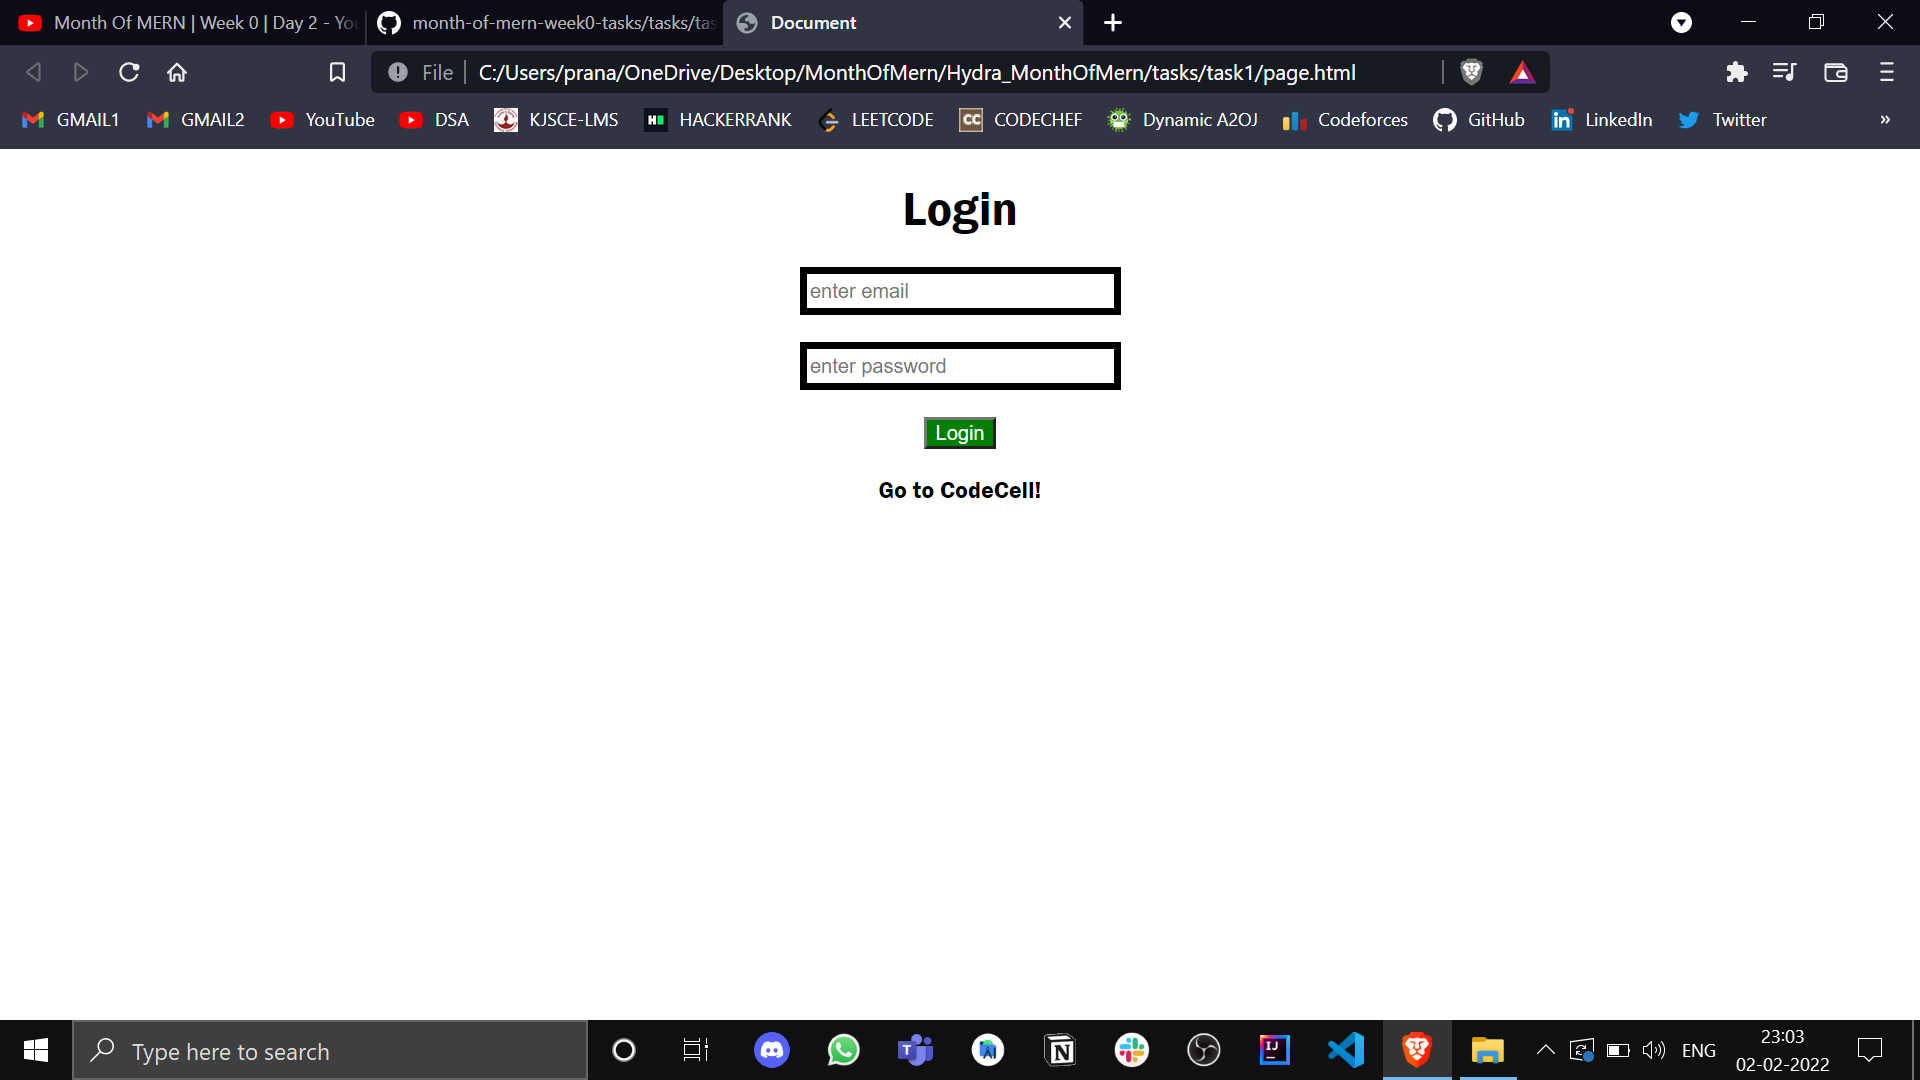 Month Of MERN | Week 0 | Day 2 - You
month-of-mern-week0-tasks/tasks/tas
Document
File
C:/Users/prana/OneDrive/Desktop/MonthOfMern/Hydra_MonthOfMern/tasks/task1/page.html
GMAIL1
GMAIL2
YouTube
DSA
KJSCE-LMS
HACKERRANK
LEETCODE
CODECHEF
Dynamic A2OJ
Codeforces
GitHub
LinkedIn
Twitter
»
Login
enter email
enter password
Login
Go to CodeCell!
Type here to search
ENG
23:03
02-02-2022